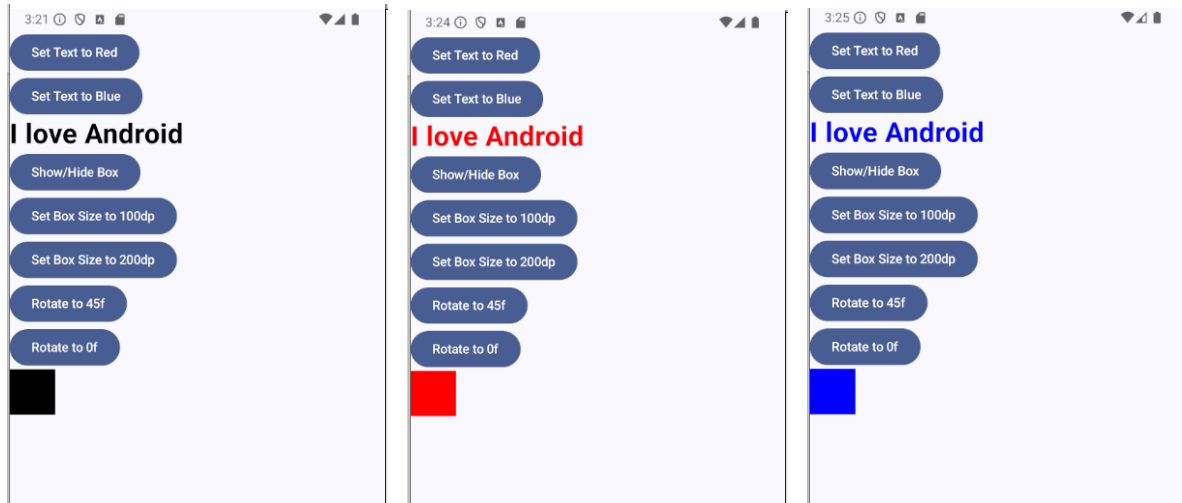 3:21
Set Text to Red
Set Text to Blue
I love Android
Show/Hide Box
Set Box Size to 100dp
Set Box Size to 200dp
Rotate to 45f
Rotate to 0f
3:24
Set Text to Red
Set Text to Blue
I love Android
Show/Hide Box
Set Box Size to 100dp
Set Box Size to 200dp
Rotate to 45f
Rotate to 0f
3:25
Set Text to Red
Set Text to Blue
I love Android
Show/Hide Box
Set Box Size to 100dp
Set Box Size to 200dp
Rotate to 45f
Rotate to 0f